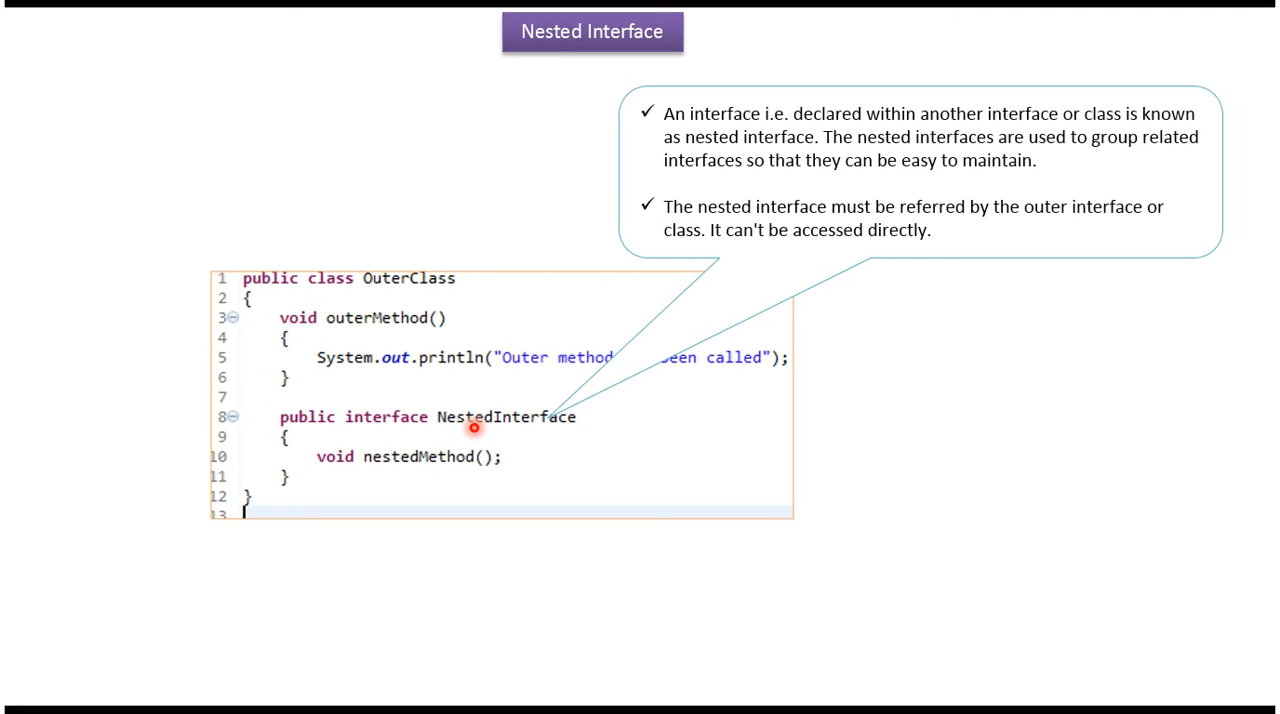 Nested Interface
✓ An interface i.e. declared within another interface or class is known
as nested interface. The nested interfaces are used to group related
interfaces so that they can be easy to maintain.
✓ The nested interface must be referred by the outer interface or
class. It can't be accessed directly.
1 public class OuterClass
2 {
3 void outerMethod()
4 {
5 System.out.println("Outer method been called");
6 }
7
8 public interface NestedInterface
9 {
10 void nestedMethod();
11 }
12 }
13